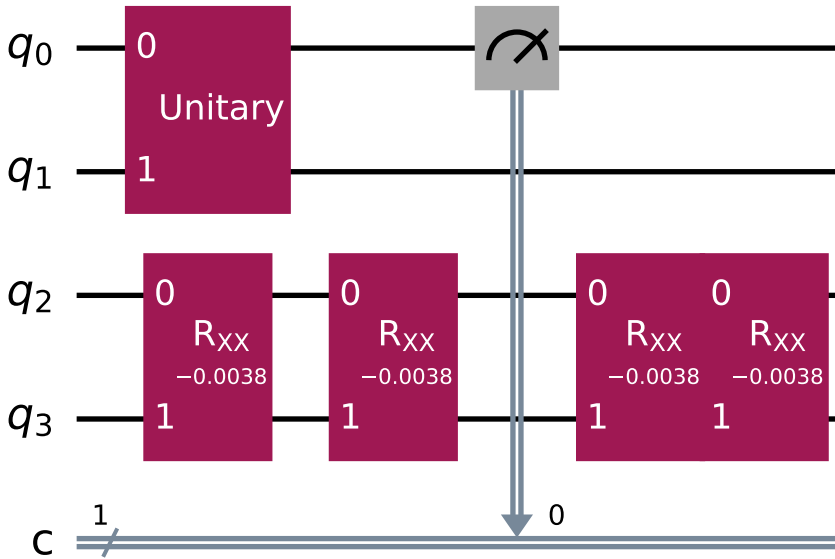 q0 0
Unitary
q1 1
q2 0 0 0 0
RXX RXX RXX RXX
−0.0038 −0.0038 −0.0038 −0.0038
q3 1 1 1 1
1 0
c